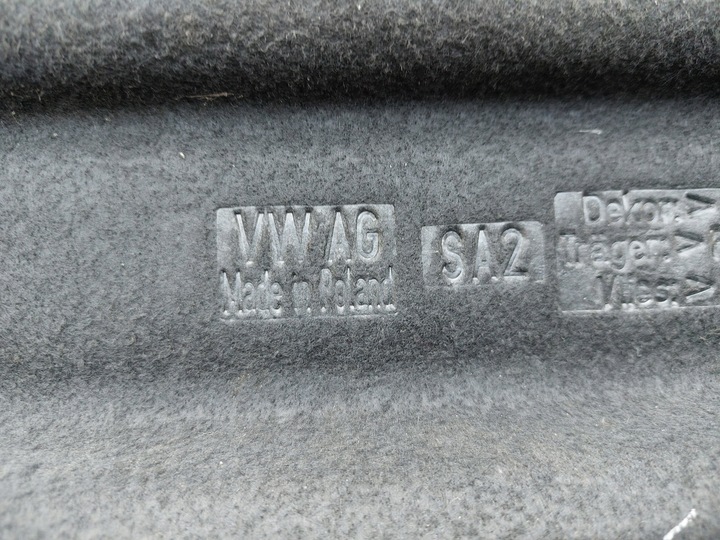 VW AG
Made in Poland
SA2
Dekor: >
Träger: >
Vlies: >